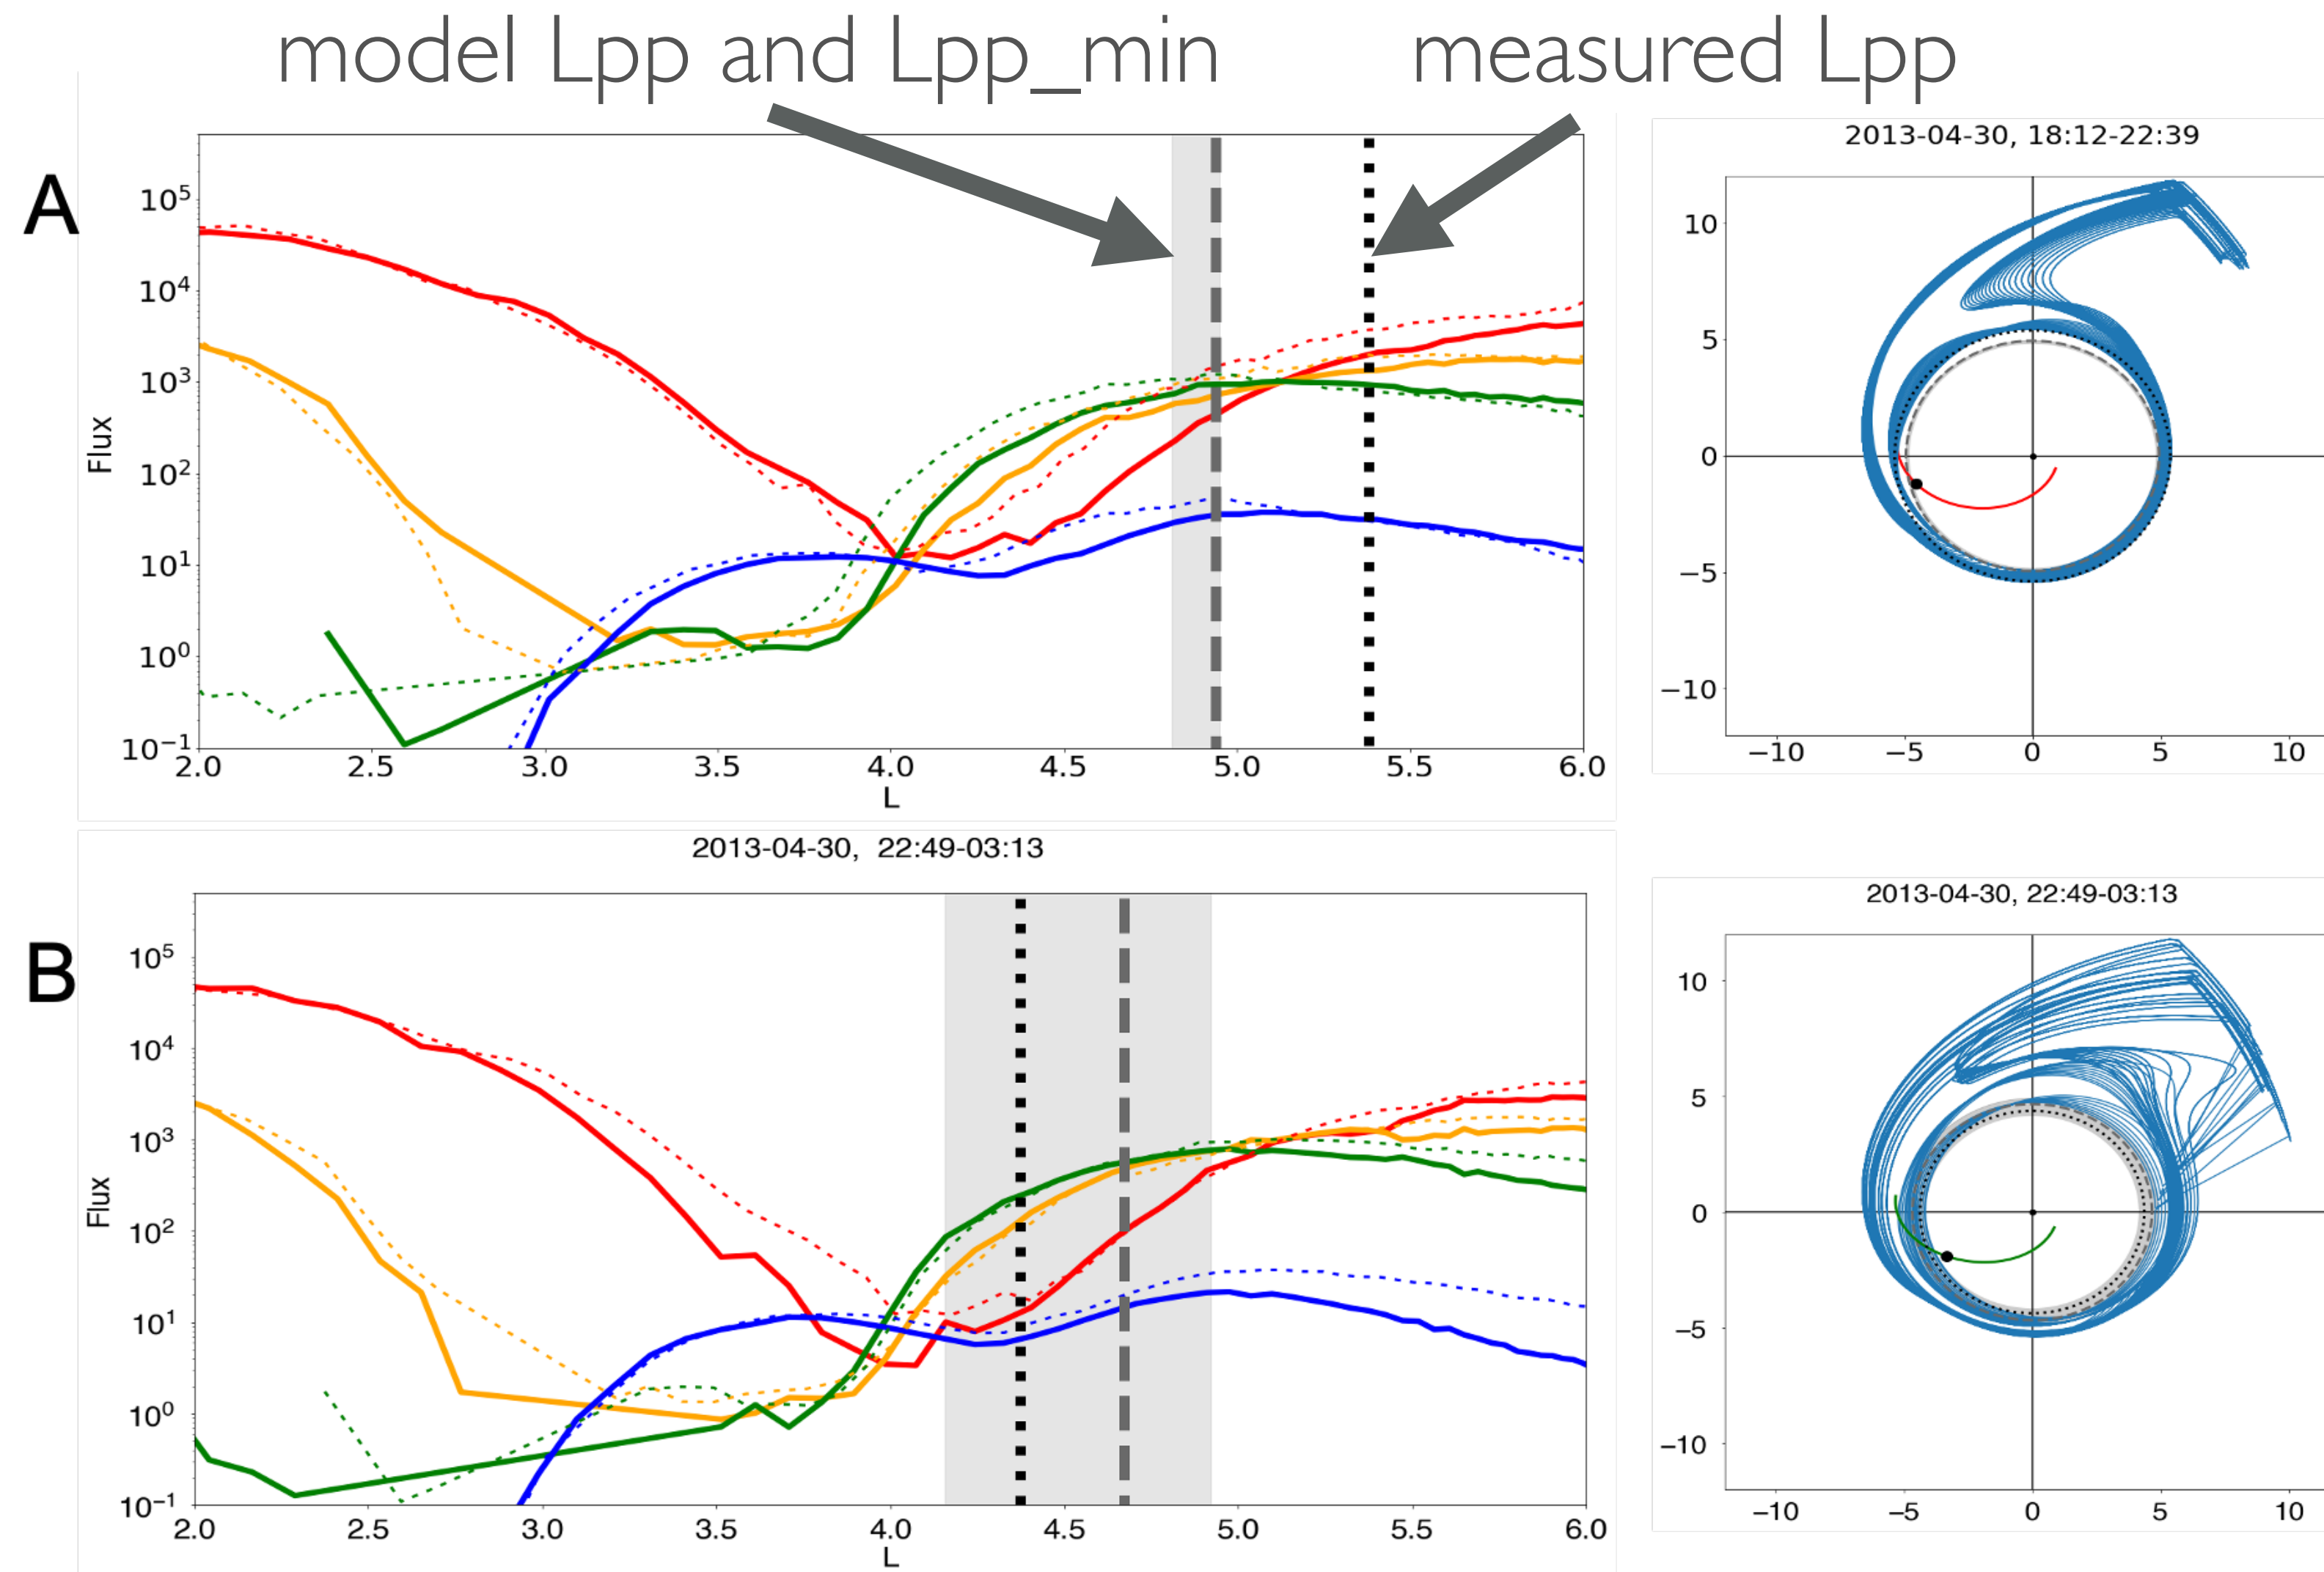 model Lpp and Lpp_min
measured Lpp
A
10⁵
10⁴
10³
10²
10¹
10⁰
10⁻¹
Flux
2.0 2.5 3.0 3.5 4.0 4.5 5.0 5.5 6.0
L
2013-04-30, 18:12-22:39
10
5
0
−5
−10
−10 −5 0 5 10
B
2013-04-30, 22:49-03:13
10⁵
10⁴
10³
10²
10¹
10⁰
10⁻¹
Flux
2.0 2.5 3.0 3.5 4.0 4.5 5.0 5.5 6.0
L
2013-04-30, 22:49-03:13
10
5
0
−5
−10
−10 −5 0 5 10